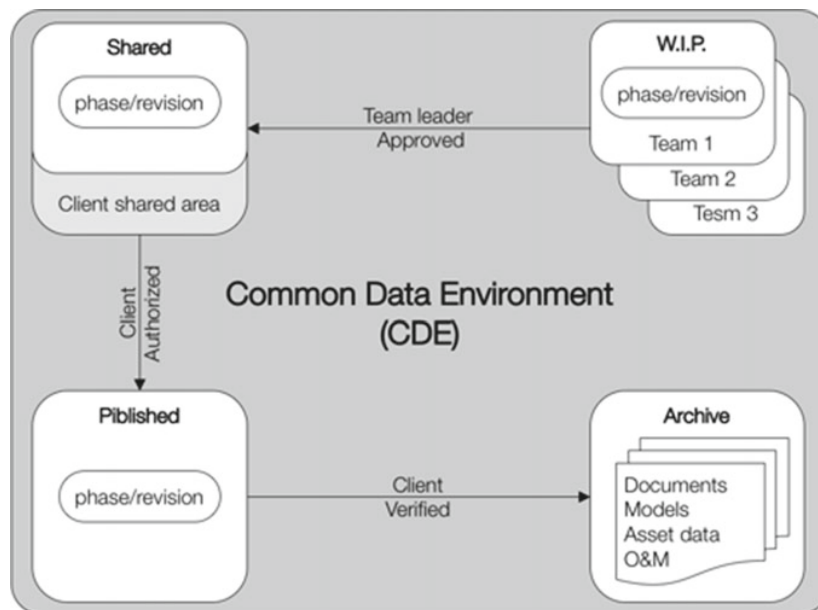 Shared
phase/revision
Client shared area
Team leader
Approved
W.I.P.
phase/revision
Team 1
Team 2
Tesm 3
Client
Authorized
Common Data Environment
(CDE)
Piblished
phase/revision
Client
Verified
Archive
Documents
Models
Asset data
O&M